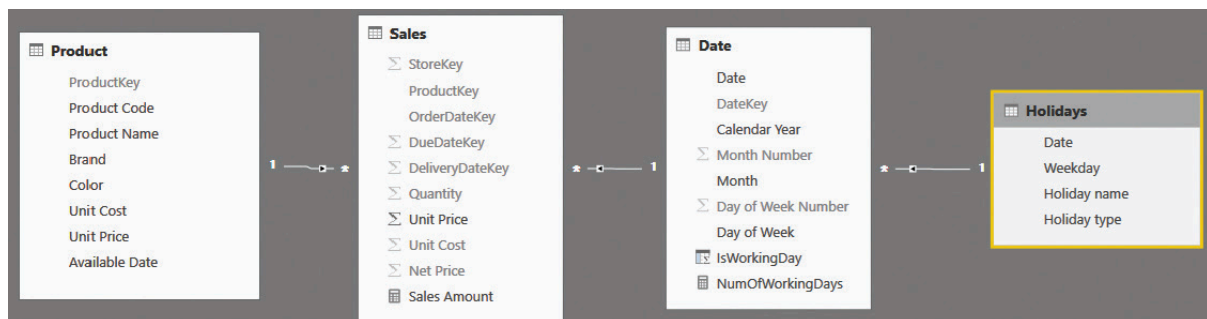 Product
ProductKey
Product Code
Product Name
Brand
Color
Unit Cost
Unit Price
Available Date
1
*
Sales
StoreKey
ProductKey
OrderDateKey
DueDateKey
DeliveryDateKey
Quantity
Unit Price
Unit Cost
Net Price
Sales Amount
*
1
Date
Date
DateKey
Calendar Year
Month Number
Month
Day of Week Number
Day of Week
IsWorkingDay
NumOfWorkingDays
*
1
Holidays
Date
Weekday
Holiday name
Holiday type